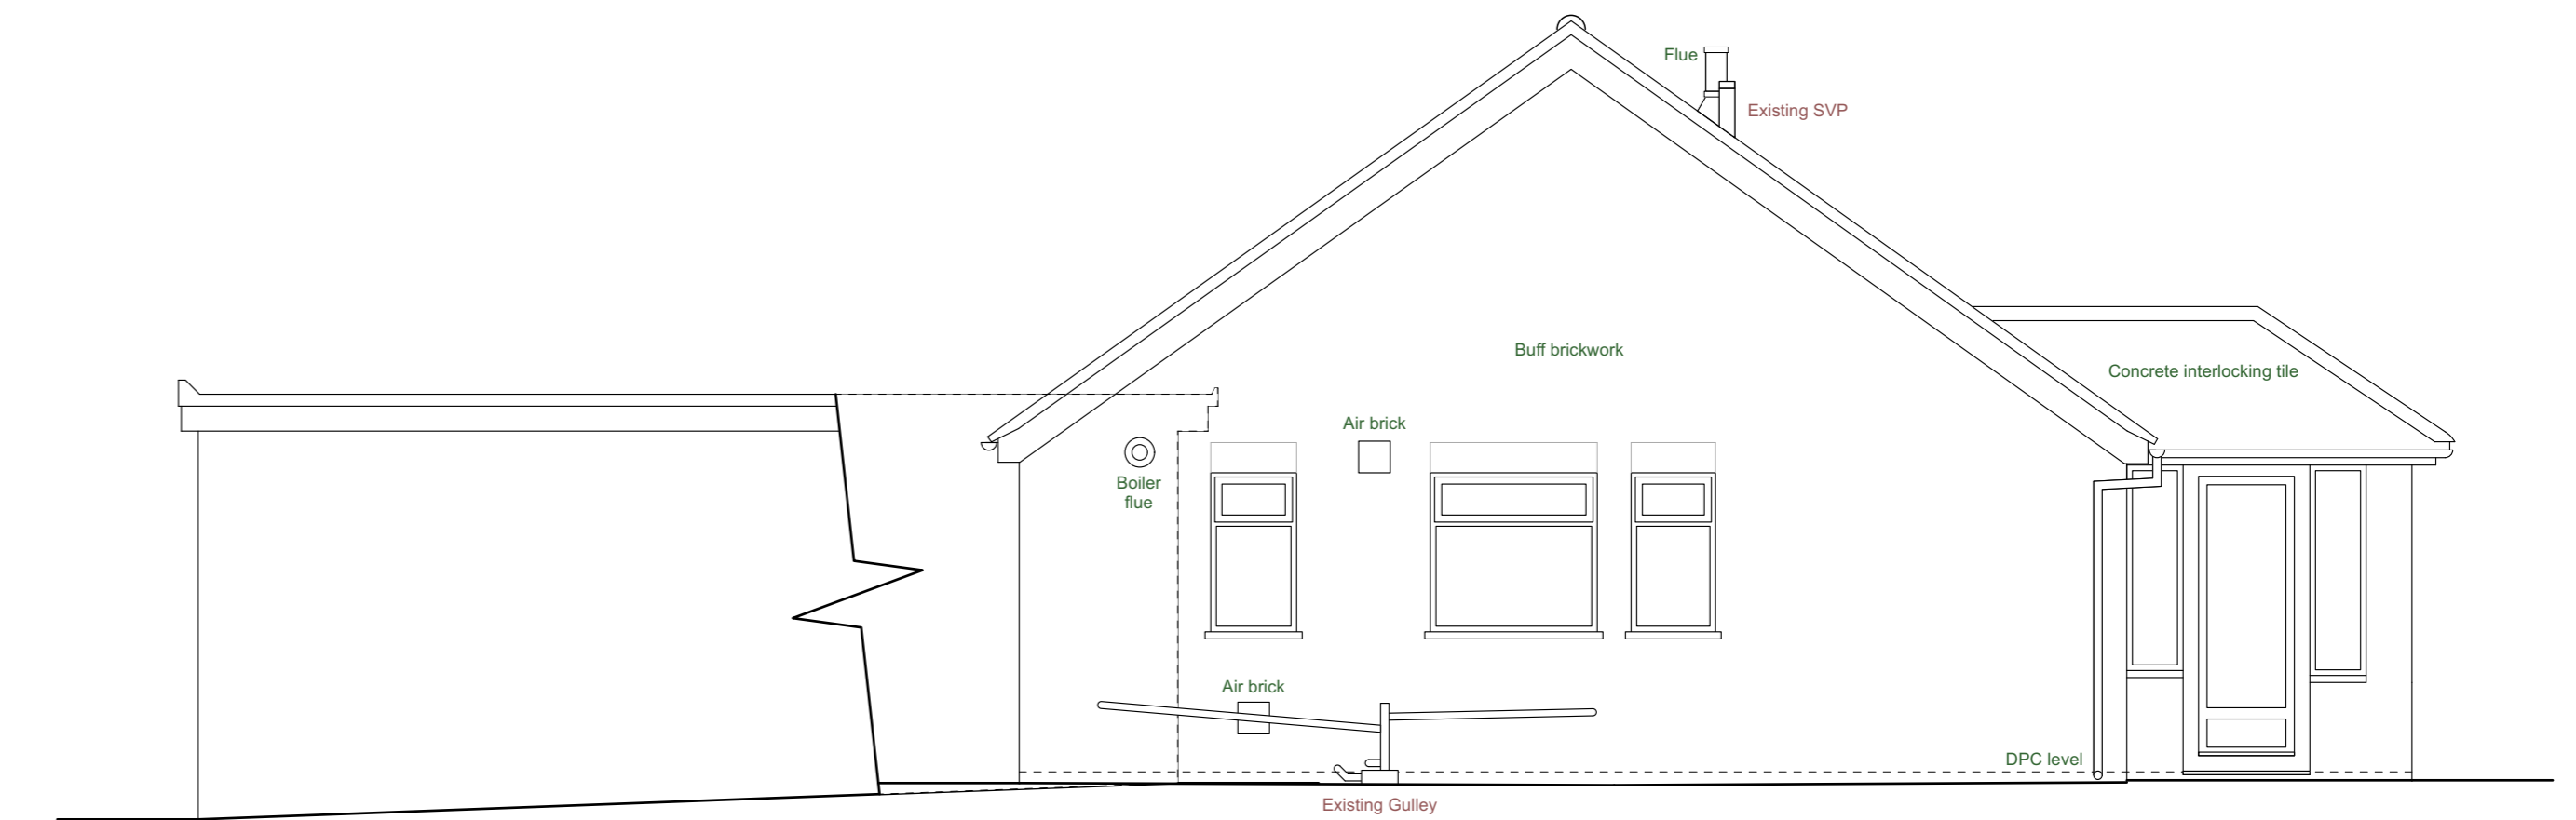 Flue
Existing SVP
Buff brickwork
Concrete interlocking tile
Air brick
Boiler
flue
Air brick
DPC level
Existing Gulley